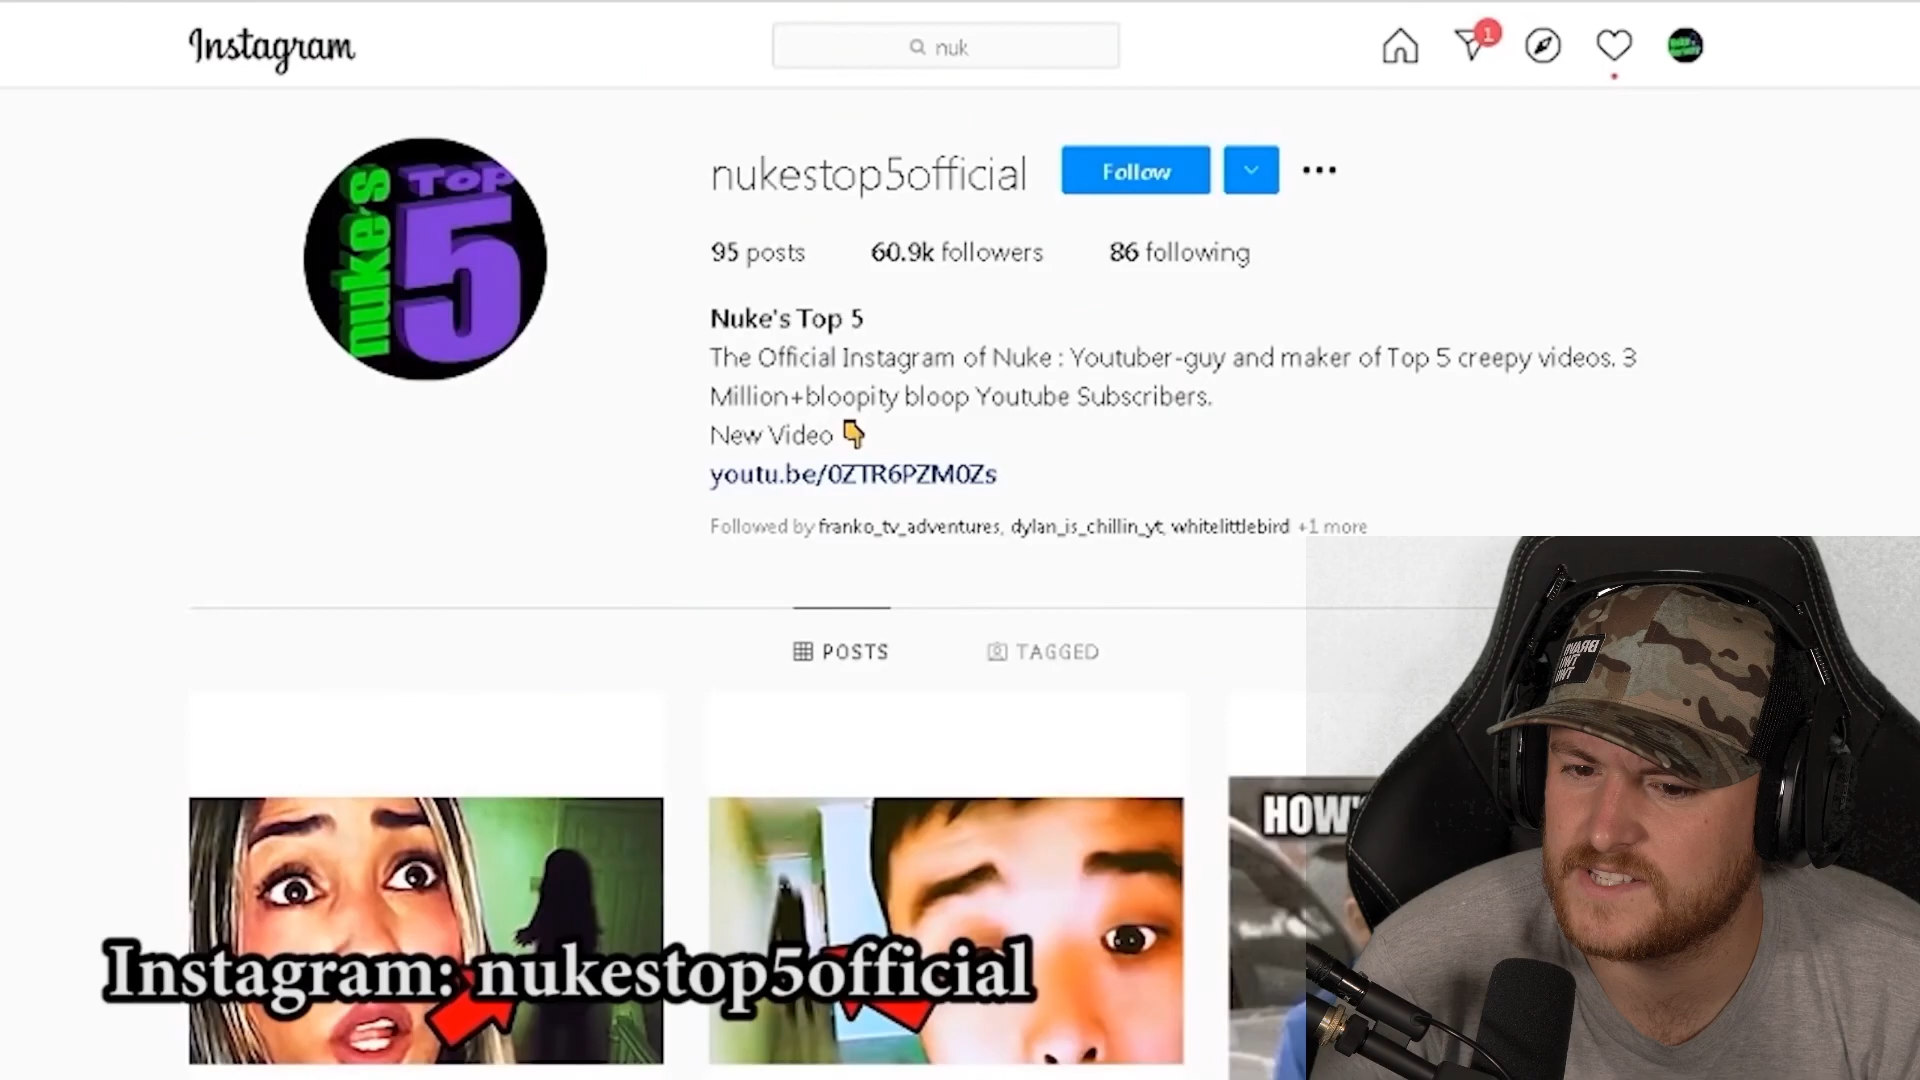 Instagram
nuk
1
nukestop5official
Follow
95 posts 60.9k followers 86 following
Nuke's Top 5
The Official Instagram of Nuke : Youtuber-guy and maker of Top 5 creepy videos. 3
Million+bloopity bloop Youtube Subscribers.
New Video 👇
youtu.be/0ZTR6PZM0Zs
Followed by franko_tv_adventures, dylan_is_chillin_yt, whitelittlebird +1 more
nuke's
Top
5
POSTS TAGGED
HOW'
BRAVE
Instagram: nukestop5official